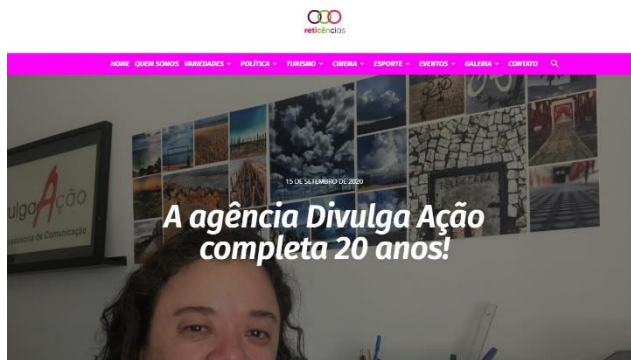 reticências
HOME QUEM SOMOS VARIEDADES POLÍTICA TURISMO CINEMA ESPORTE EVENTOS GALERIA CONTATO
15 DE SETEMBRO DE 2020
A agência Divulga Ação
completa 20 anos!
ulgaAção
de Comunicação